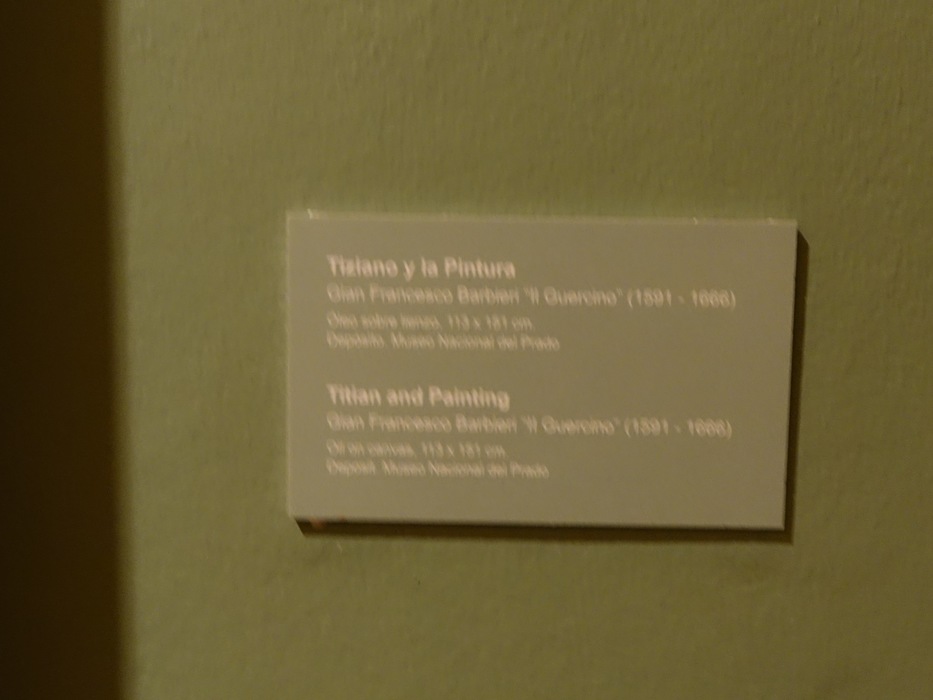 Tiziano y la Pintura
Gian Francesco Barbieri "Il Guercino" (1591 - 1666)
Óleo sobre lienzo, 113 x 181 cm.
Depósito. Museo Nacional del Prado
Titian and Painting
Gian Francesco Barbieri "Il Guercino" (1591 - 1666)
Oil on canvas, 113 x 181 cm.
Deposit. Museo Nacional del Prado